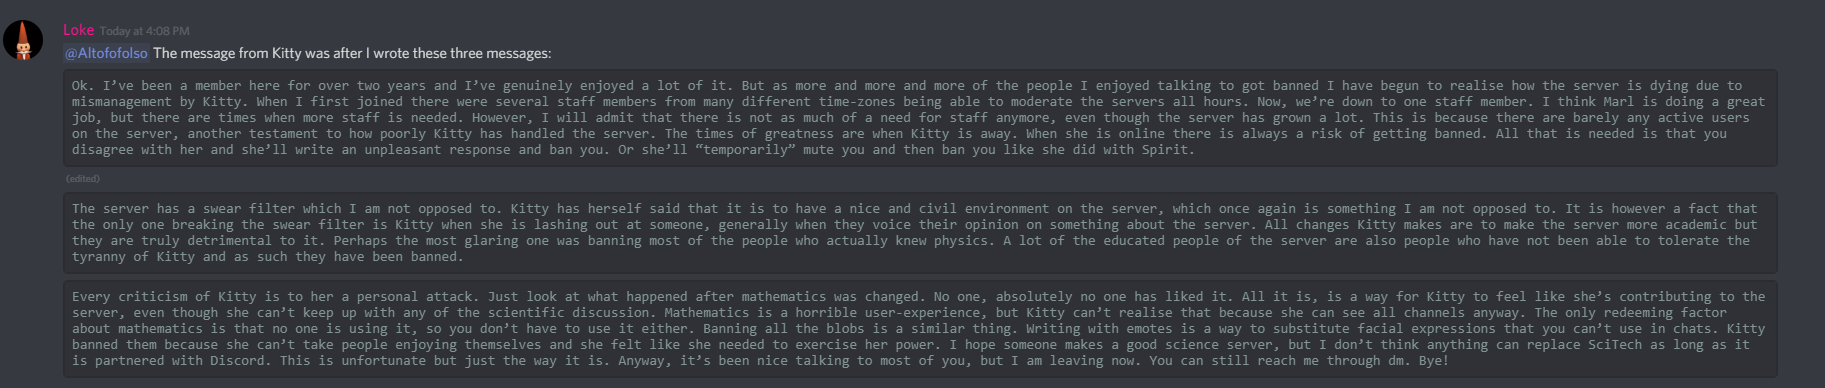 Loke Today at 4:08 PM
@Altofofolso The message from Kitty was after I wrote these three messages:
Ok. I’ve been a member here for over two years and I’ve genuinely enjoyed a lot of it. But as more and more and more of the people I enjoyed talking to got banned I have begun to realise how the server is dying due to
mismanagement by Kitty. When I first joined there were several staff members from many different time-zones being able to moderate the servers all hours. Now, we’re down to one staff member. I think Marl is doing a great
job, but there are times when more staff is needed. However, I will admit that there is not as much of a need for staff anymore, even though the server has grown a lot. This is because there are barely any active users
on the server, another testament to how poorly Kitty has handled the server. The times of greatness are when Kitty is away. When she is online there is always a risk of getting banned. All that is needed is that you
disagree with her and she’ll write an unpleasant response and ban you. Or she’ll “temporarily” mute you and then ban you like she did with Spirit.
(edited)
The server has a swear filter which I am not opposed to. Kitty has herself said that it is to have a nice and civil environment on the server, which once again is something I am not opposed to. It is however a fact that
the only one breaking the swear filter is Kitty when she is lashing out at someone, generally when they voice their opinion on something about the server. All changes Kitty makes are to make the server more academic but
they are truly detrimental to it. Perhaps the most glaring one was banning most of the people who actually knew physics. A lot of the educated people of the server are also people who have not been able to tolerate the
tyranny of Kitty and as such they have been banned.
Every criticism of Kitty is to her a personal attack. Just look at what happened after mathematics was changed. No one, absolutely no one has liked it. All it is, is a way for Kitty to feel like she’s contributing to the
server, even though she can’t keep up with any of the scientific discussion. Mathematics is a horrible user-experience, but Kitty can’t realise that because she can see all channels anyway. The only redeeming factor
about mathematics is that no one is using it, so you don’t have to use it either. Banning all the blobs is a similar thing. Writing with emotes is a way to substitute facial expressions that you can’t use in chats. Kitty
banned them because she can’t take people enjoying themselves and she felt like she needed to exercise her power. I hope someone makes a good science server, but I don’t think anything can replace SciTech as long as it
is partnered with Discord. This is unfortunate but just the way it is. Anyway, it’s been nice talking to most of you, but I am leaving now. You can still reach me through dm. Bye!